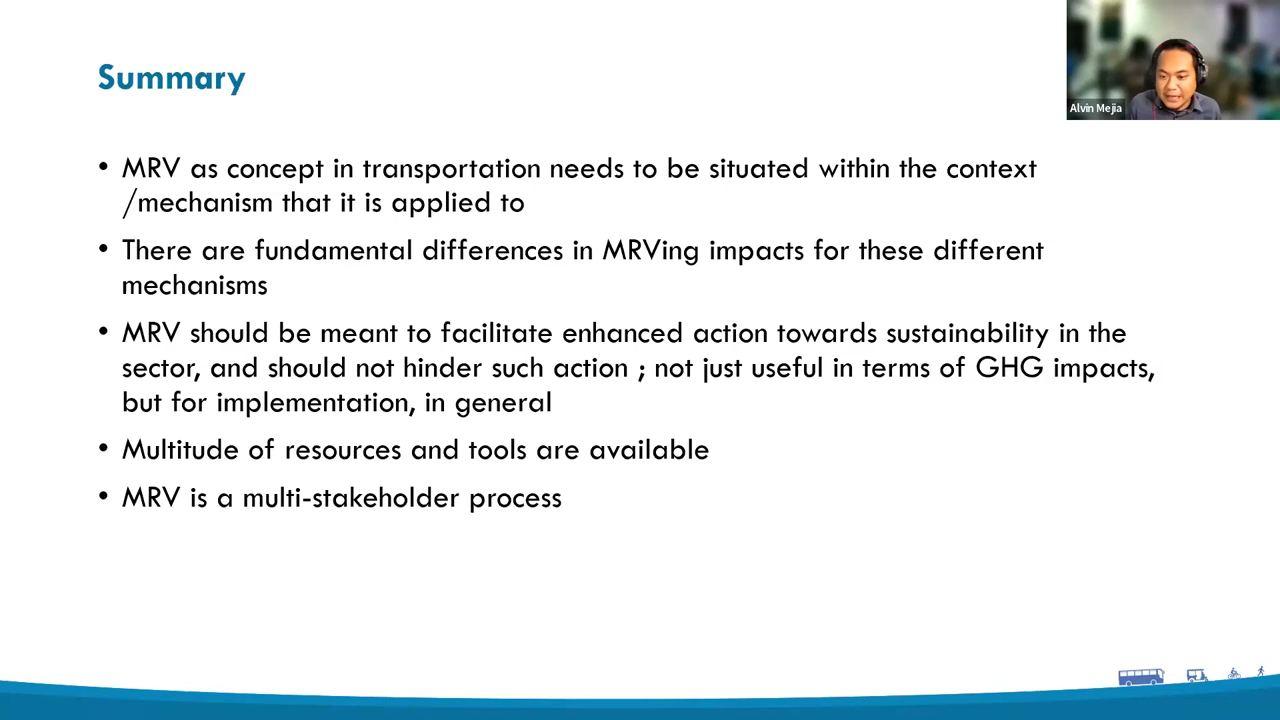 Summary
Alvin Mejia
• MRV as concept in transportation needs to be situated within the context
/mechanism that it is applied to
• There are fundamental differences in MRVing impacts for these different
mechanisms
• MRV should be meant to facilitate enhanced action towards sustainability in the
sector, and should not hinder such action ; not just useful in terms of GHG impacts,
but for implementation, in general
• Multitude of resources and tools are available
• MRV is a multi-stakeholder process